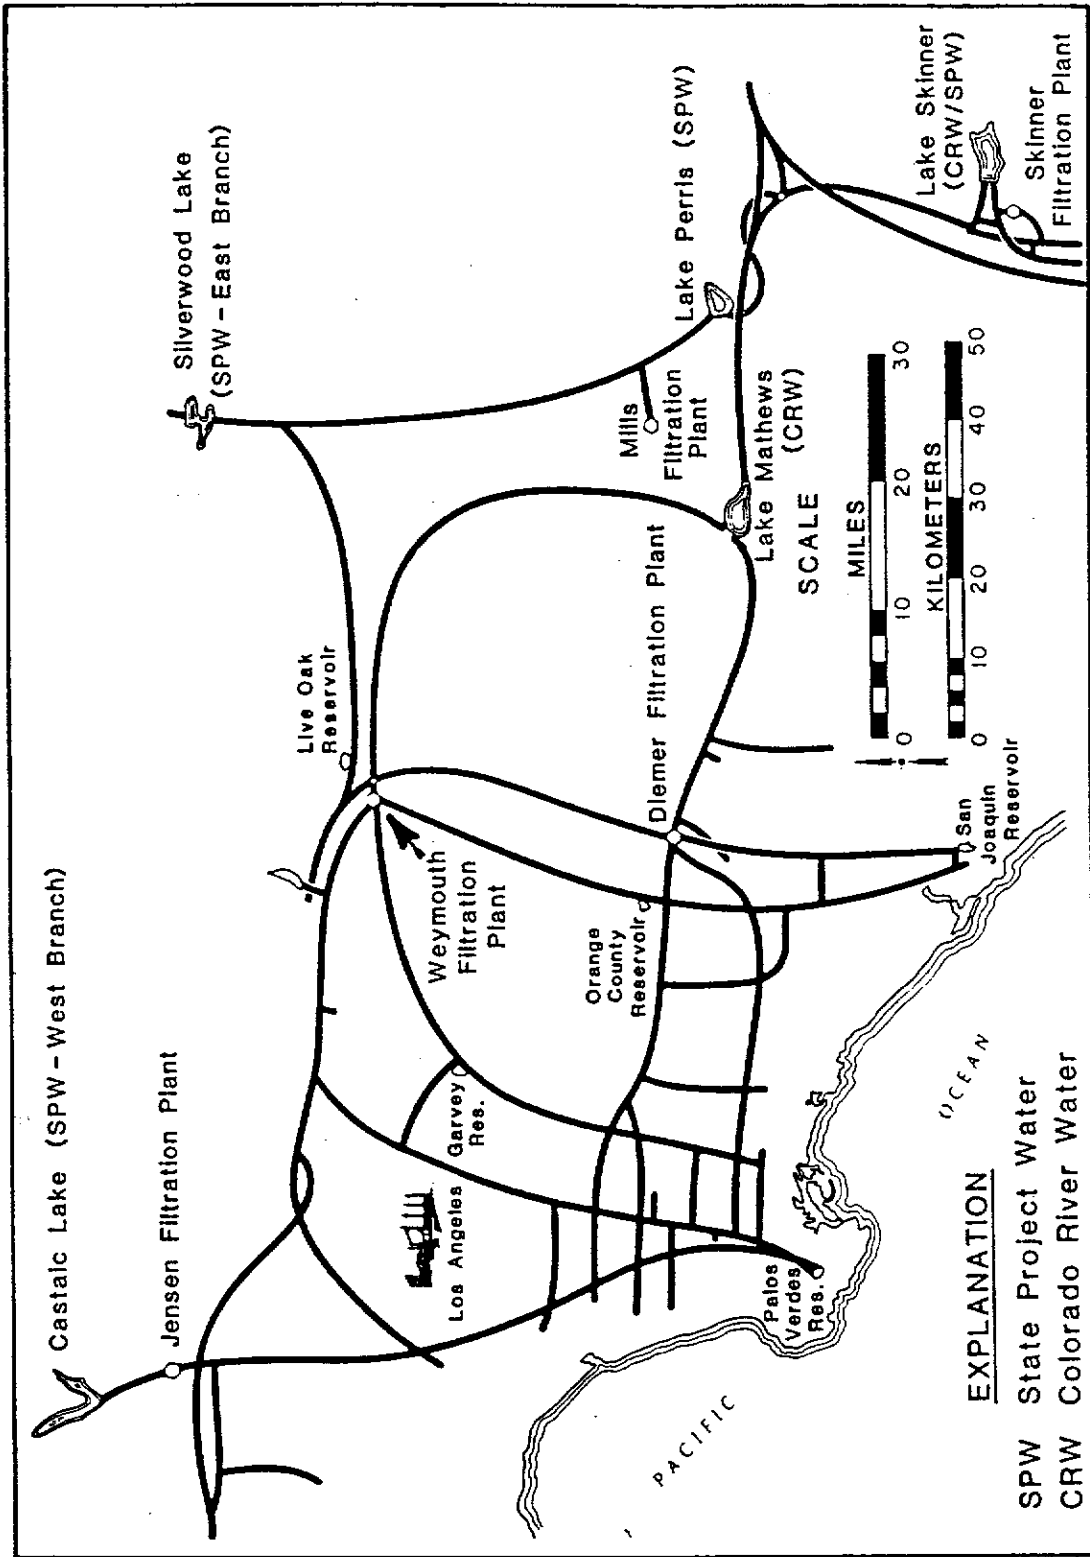 Castaic Lake (SPW-West Branch)
Jensen Filtration Plant
Silverwood Lake
(SPW-East Branch)
Live Oak
Reservoir
Weymouth
Filtration
Plant
Los Angeles
Garvey
Res.
Orange
County
Reservoir
Diemer Filtration Plant
Mills
Filtration
Plant
Lake Perris (SPW)
Lake Mathews
(CRW)
Lake Skinner
(CRW/SPW)
Skinner
Filtration Plant
Palos
Verdes
Res.
San
Joaquin
Reservoir
PACIFIC
OCEAN
SCALE
MILES
0 10 20 30
KILOMETERS
0 10 20 30 40 50
EXPLANATION
SPW State Project Water
CRW Colorado River Water